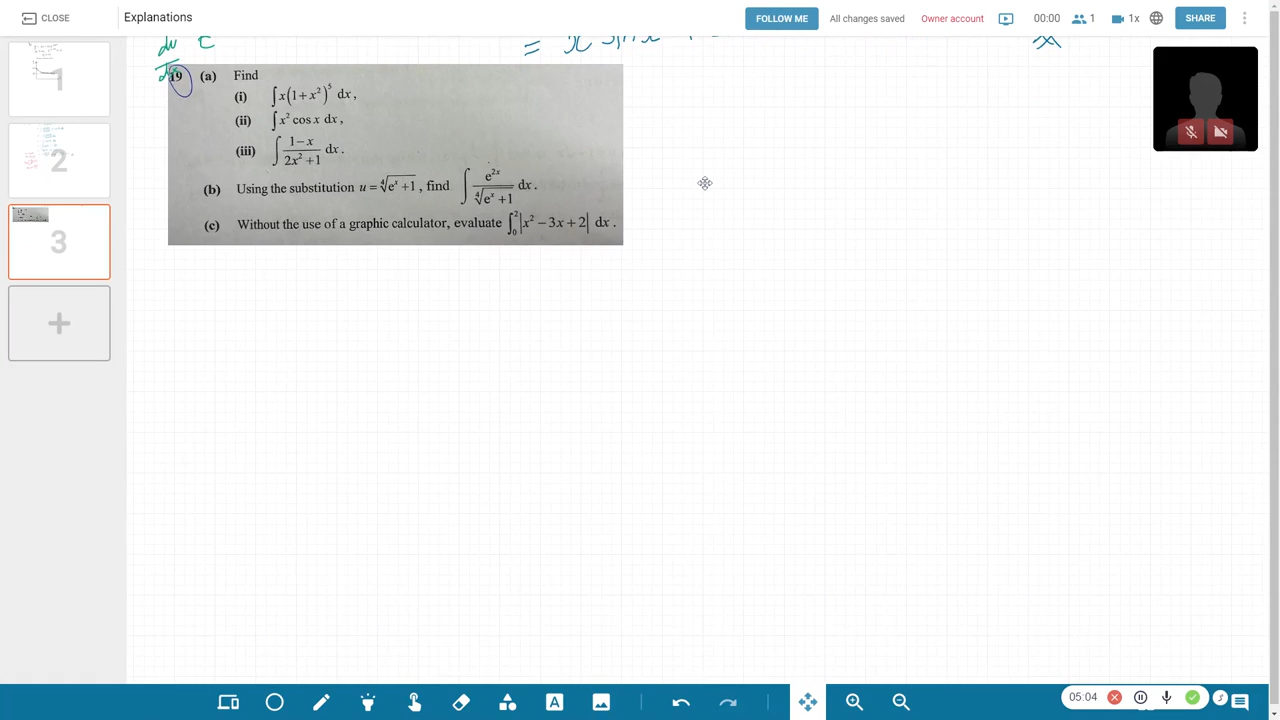 CLOSE
Explanations
FOLLOW ME
All changes saved
Owner account
00:00
1
1x
SHARE
1
2
3
19 (a) Find
(i) ∫x(1+x²)⁵ dx,
(ii) ∫x² cos x dx,
(iii) ∫(1−x)/(2x²+1) dx.
(b) Using the substitution u = ∜(eˣ+1), find ∫e²ˣ/∜(eˣ+1) dx.
(c) Without the use of a graphic calculator, evaluate ∫₀²|x²−3x+2| dx.
05:04